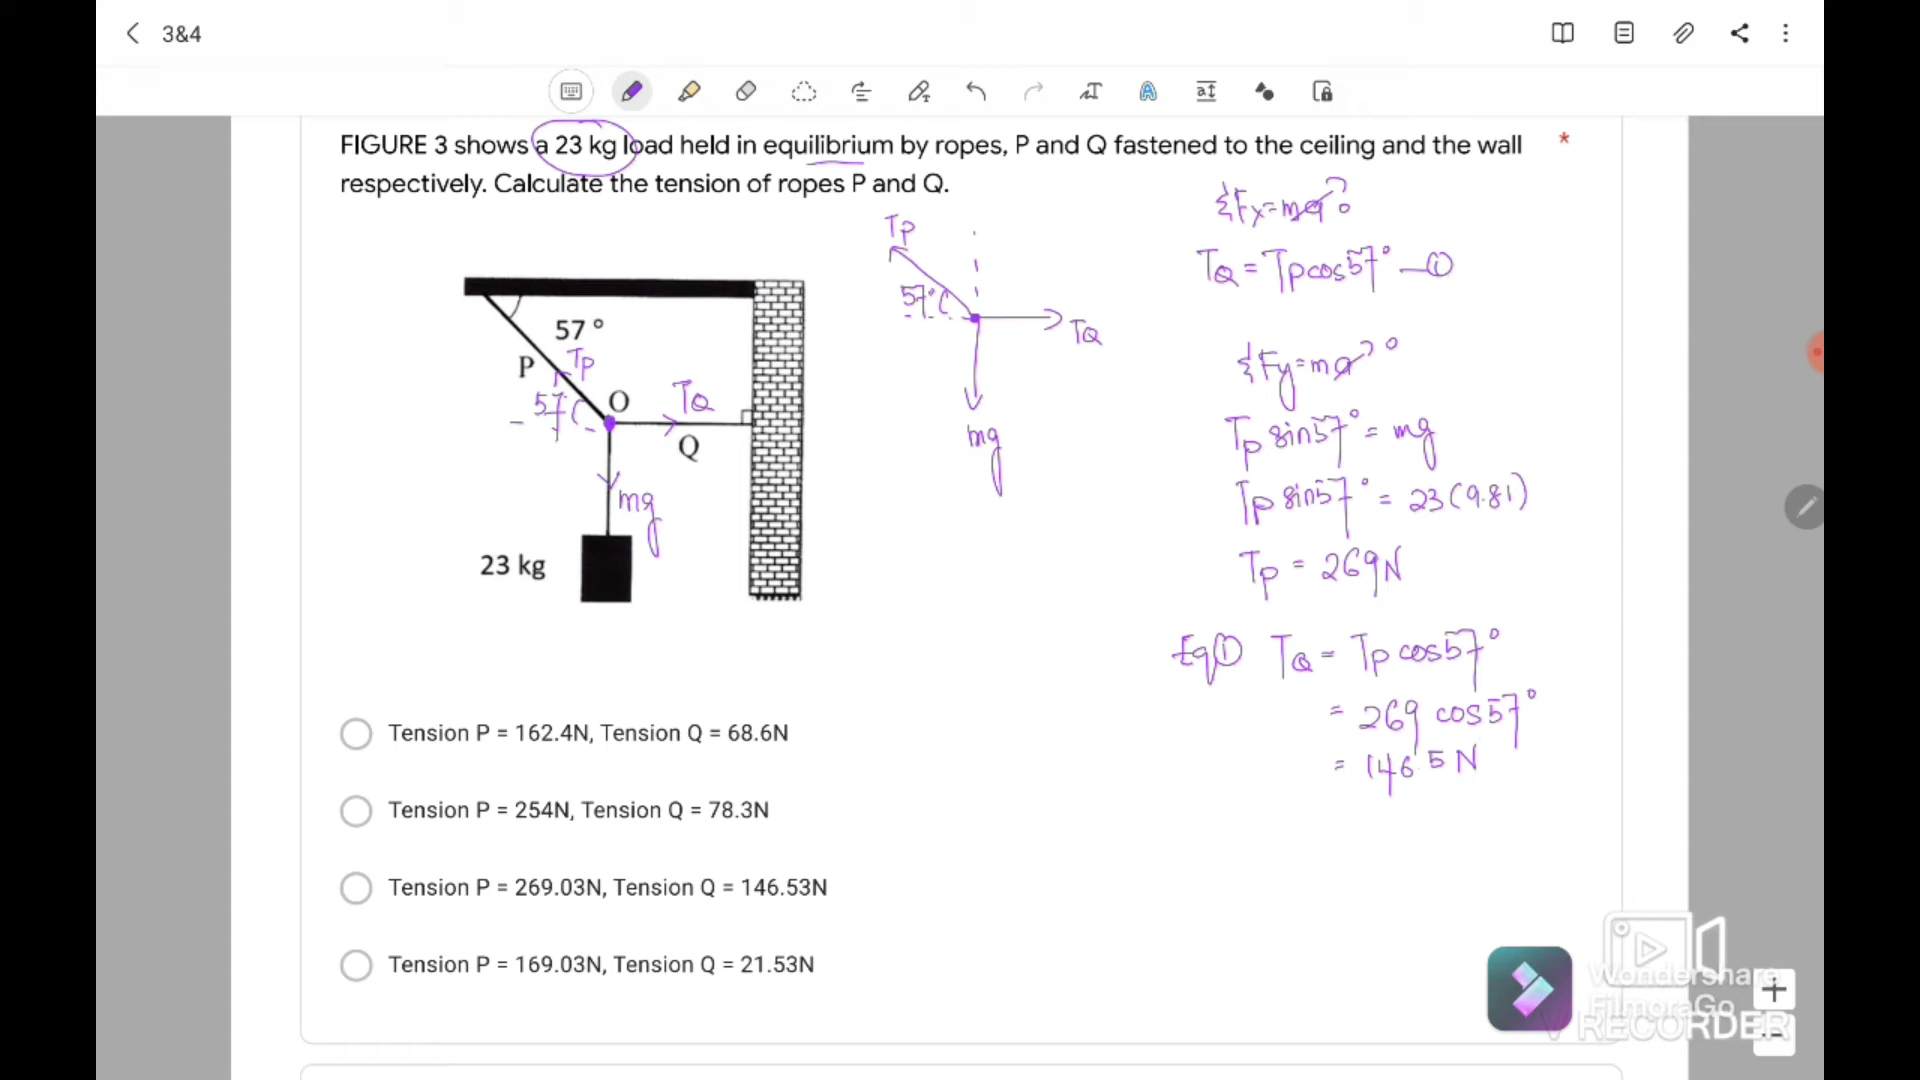 3&4
FIGURE 3 shows a 23 kg load held in equilibrium by ropes, P and Q fastened to the ceiling and the wall *
respectively. Calculate the tension of ropes P and Q.
57 °
P
Tp
57°
O
TQ
Q
mg
23 kg
Tp
57°
TQ
mg
ΣFx = ma 0
TQ = Tp cos57° —①
ΣFy = ma 0
Tp sin57° = mg
Tp sin57° = 23(9.81)
Tp = 269N
Eq① TQ = Tp cos57°
= 269 cos57°
= 146.5 N
Tension P = 162.4N, Tension Q = 68.6N
Tension P = 254N, Tension Q = 78.3N
Tension P = 269.03N, Tension Q = 146.53N
Tension P = 169.03N, Tension Q = 21.53N
Wondershare
FilmoraGo
RECORDER